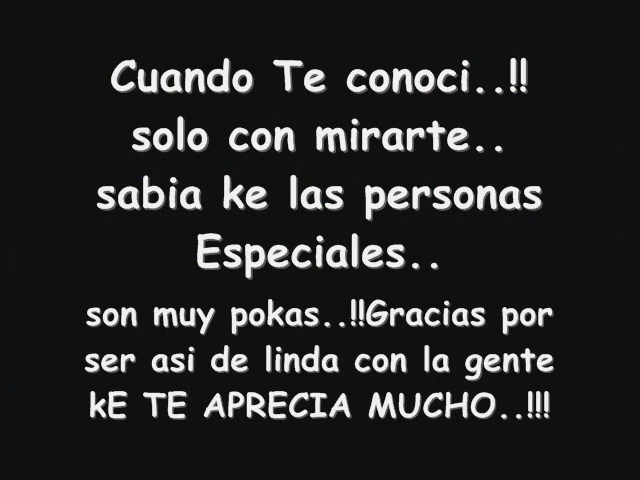 Cuando Te conoci..!!
solo con mirarte..
sabia ke las personas
Especiales..
son muy pokas..!!Gracias por
ser asi de linda con la gente
kE TE APRECIA MUCHO..!!!